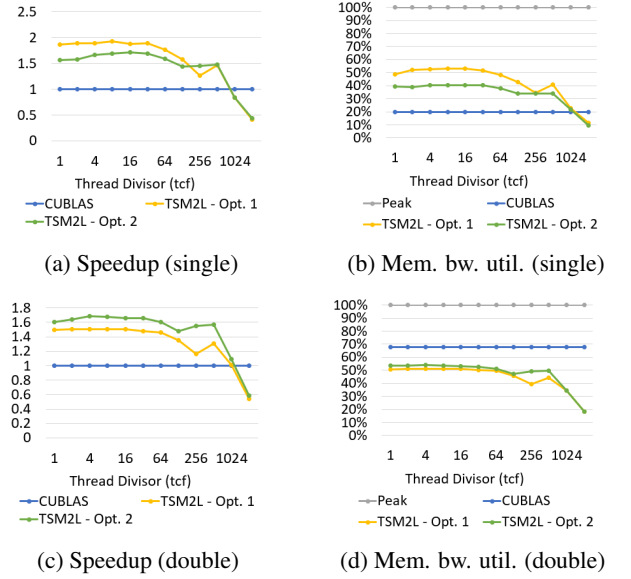 2.5
2
1.5
1
0.5
0
1 4 16 64 256 1024
Thread Divisor (tcf)
CUBLAS TSM2L - Opt. 1
TSM2L - Opt. 2
(a) Speedup (single)
100%
90%
80%
70%
60%
50%
40%
30%
20%
10%
0%
1 4 16 64 256 1024
Thread Divisor (tcf)
Peak CUBLAS
TSM2L - Opt. 1 TSM2L - Opt. 2
(b) Mem. bw. util. (single)
1.8
1.6
1.4
1.2
1
0.8
0.6
0.4
0.2
0
1 4 16 64 256 1024
Thread Divisor (tcf)
CUBLAS TSM2L - Opt. 1
TSM2L - Opt. 2
(c) Speedup (double)
100%
90%
80%
70%
60%
50%
40%
30%
20%
10%
0%
1 4 16 64 256 1024
Thread Divisor (tcf)
Peak CUBLAS
TSM2L - Opt. 1 TSM2L - Opt. 2
(d) Mem. bw. util. (double)